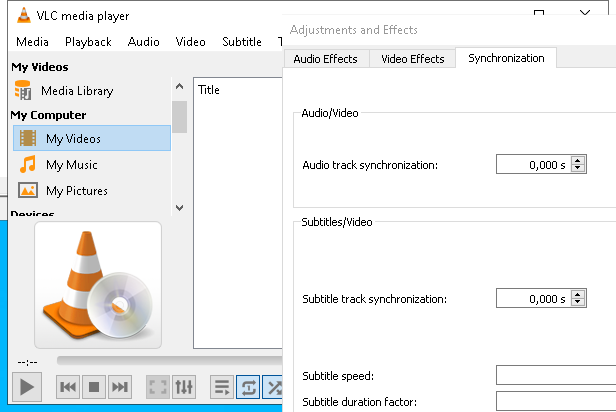 VLC media player
Media Playback Audio Video Subtitle
My Videos
Media Library
My Computer
My Videos
My Music
My Pictures
Devices
Title
--:--
Adjustments and Effects
Audio Effects Video Effects Synchronization
Audio/Video
Audio track synchronization: 0,000 s
Subtitles/Video
Subtitle track synchronization: 0,000 s
Subtitle speed:
Subtitle duration factor: